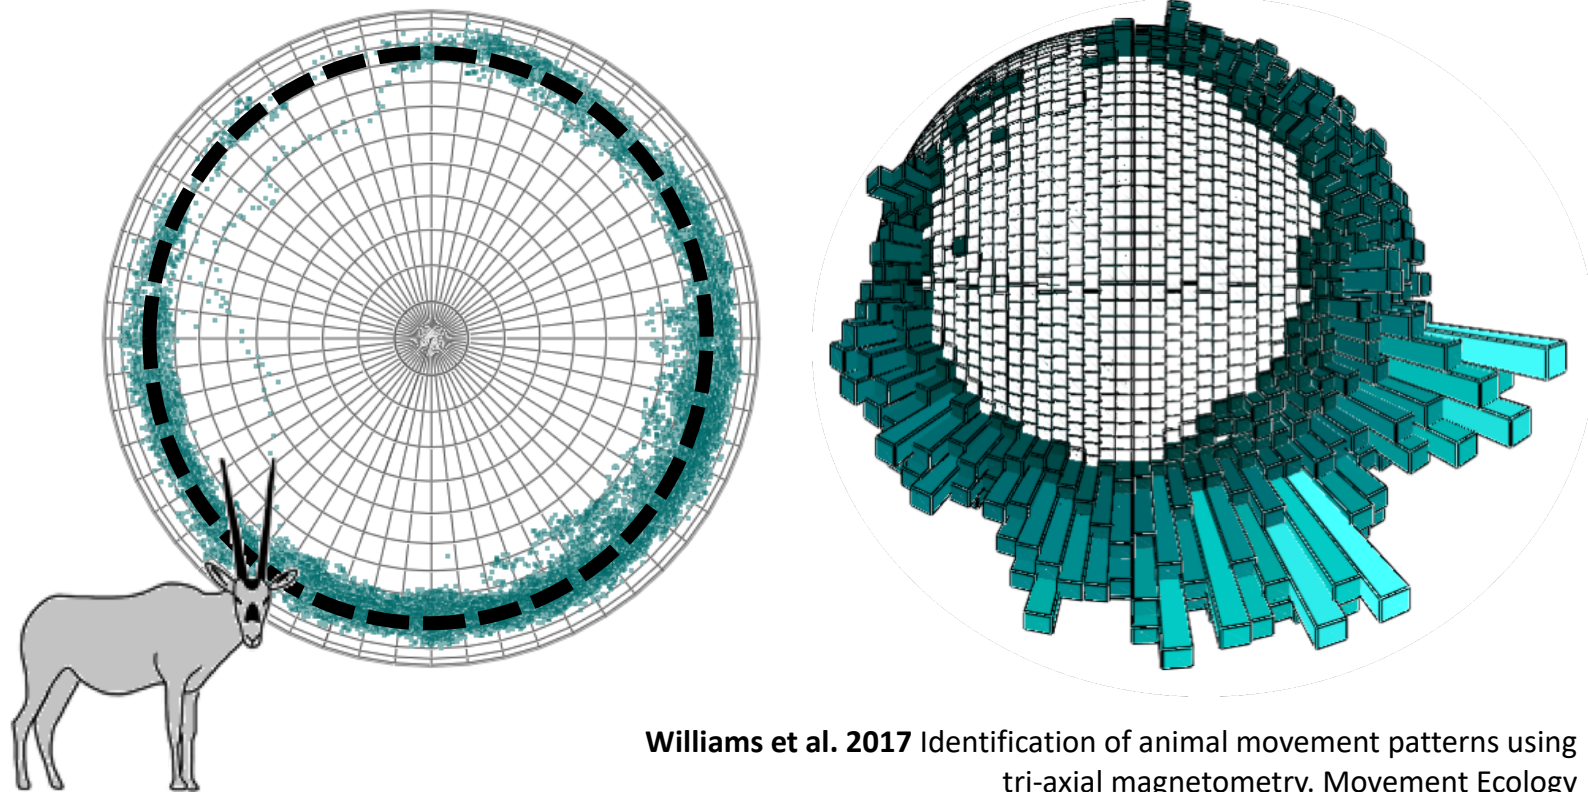 Williams et al. 2017 Identification of animal movement patterns using
tri-axial magnetometry. Movement Ecology